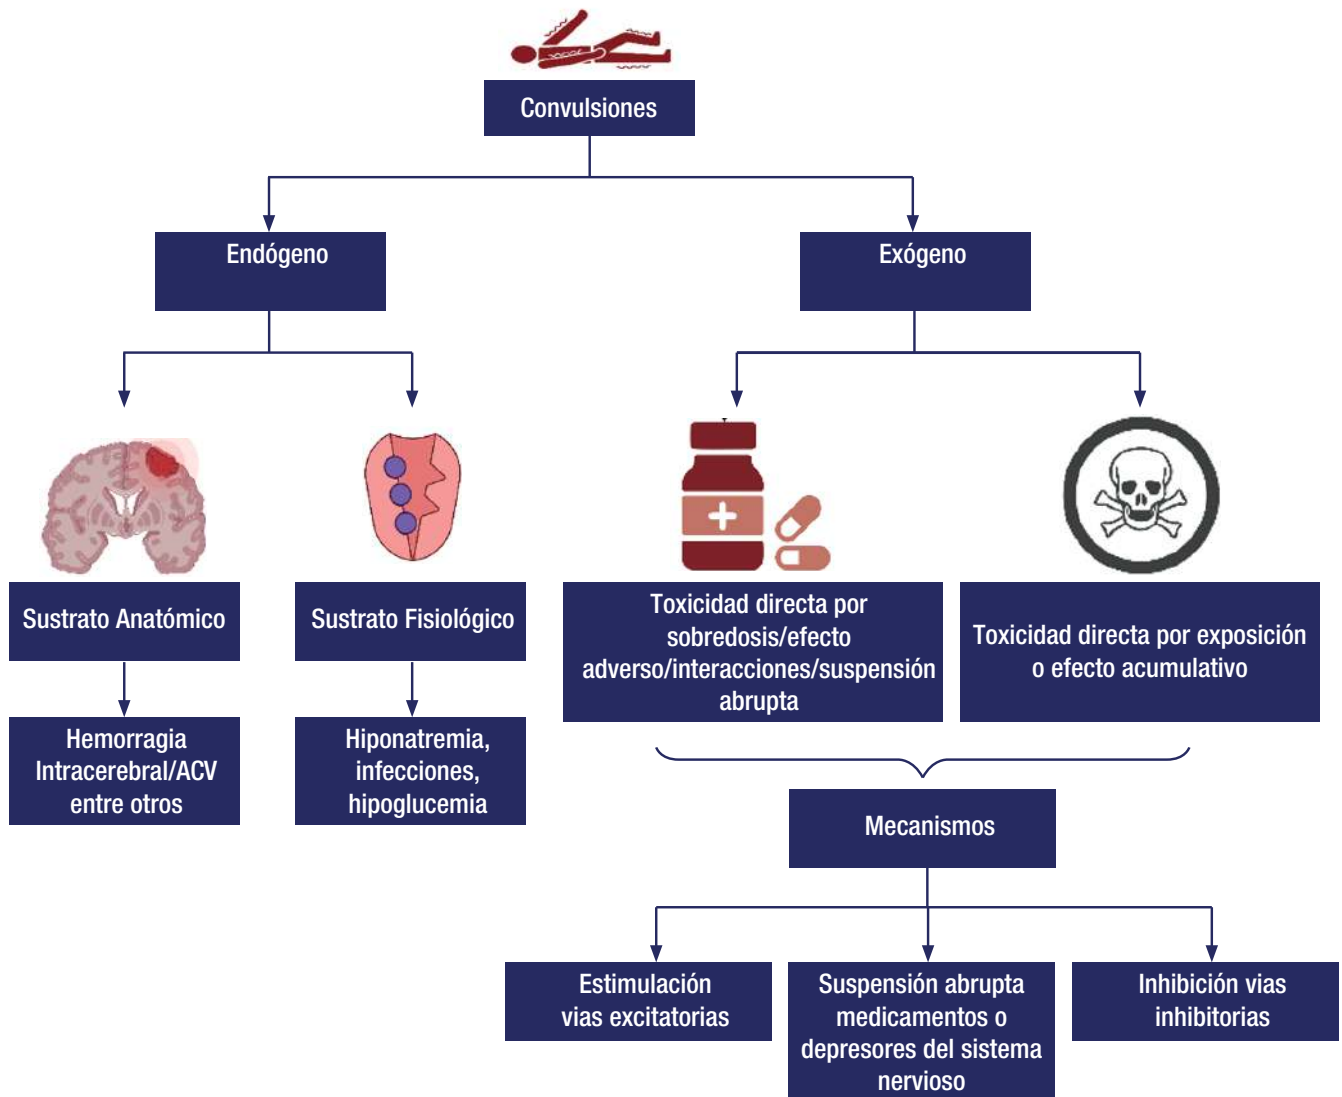 Convulsiones
Endógeno
Exógeno
Sustrato Anatómico
Sustrato Fisiológico
Toxicidad directa por
sobredosis/efecto
adverso/interacciones/suspensión
abrupta
Toxicidad directa por exposición
o efecto acumulativo
Hemorragia
Intracerebral/ACV
entre otros
Hiponatremia,
infecciones,
hipoglucemia
Mecanismos
Estimulación
vias excitatorias
Suspensión abrupta
medicamentos o
depresores del sistema
nervioso
Inhibición vias
inhibitorias